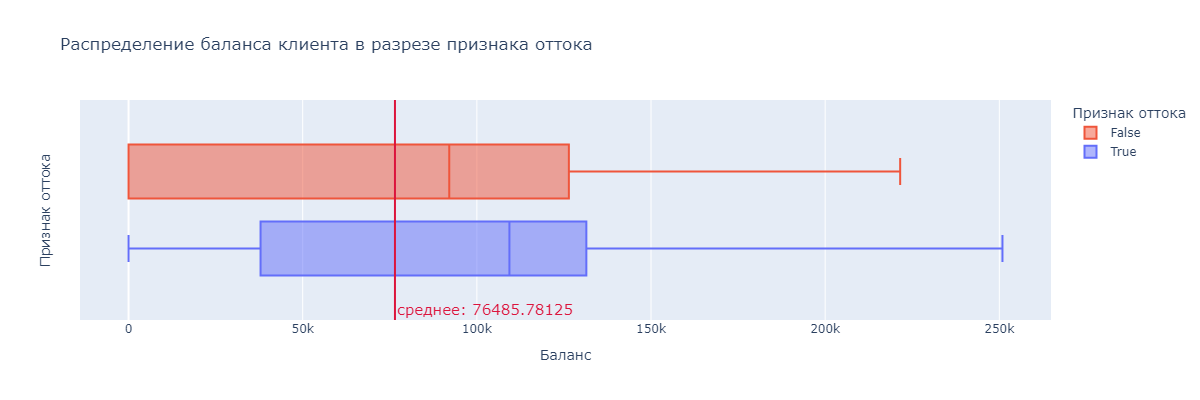 Распределение баланса клиента в разрезе признака оттока
Признак оттока
False
True
Признак оттока
среднее: 76485.78125
0
50k
100k
150k
200k
250k
Баланс